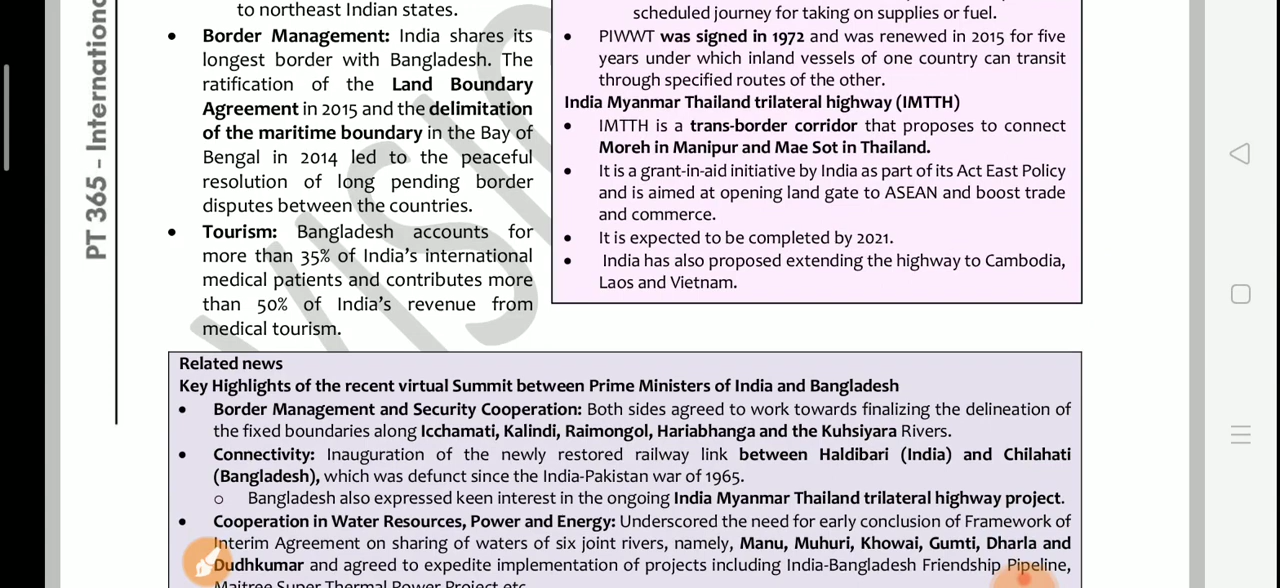 PT 365 – Internationa
to northeast Indian states.
• Border Management: India shares its
longest border with Bangladesh. The
ratification of the Land Boundary
Agreement in 2015 and the delimitation
of the maritime boundary in the Bay of
Bengal in 2014 led to the peaceful
resolution of long pending border
disputes between the countries.
• Tourism: Bangladesh accounts for
more than 35% of India's international
medical patients and contributes more
than 50% of India's revenue from
medical tourism.
scheduled journey for taking on supplies or fuel.
• PIWWT was signed in 1972 and was renewed in 2015 for five
years under which inland vessels of one country can transit
through specified routes of the other.
India Myanmar Thailand trilateral highway (IMTTH)
• IMTTH is a trans-border corridor that proposes to connect
Moreh in Manipur and Mae Sot in Thailand.
• It is a grant-in-aid initiative by India as part of its Act East Policy
and is aimed at opening land gate to ASEAN and boost trade
and commerce.
• It is expected to be completed by 2021.
• India has also proposed extending the highway to Cambodia,
Laos and Vietnam.
Related news
Key Highlights of the recent virtual Summit between Prime Ministers of India and Bangladesh
• Border Management and Security Cooperation: Both sides agreed to work towards finalizing the delineation of
the fixed boundaries along Icchamati, Kalindi, Raimongol, Hariabhanga and the Kuhsiyara Rivers.
• Connectivity: Inauguration of the newly restored railway link between Haldibari (India) and Chilahati
(Bangladesh), which was defunct since the India-Pakistan war of 1965.
o Bangladesh also expressed keen interest in the ongoing India Myanmar Thailand trilateral highway project.
• Cooperation in Water Resources, Power and Energy: Underscored the need for early conclusion of Framework of
Interim Agreement on sharing of waters of six joint rivers, namely, Manu, Muhuri, Khowai, Gumti, Dharla and
Dudhkumar and agreed to expedite implementation of projects including India-Bangladesh Friendship Pipeline,
Maitree Super Thermal Power Project etc.